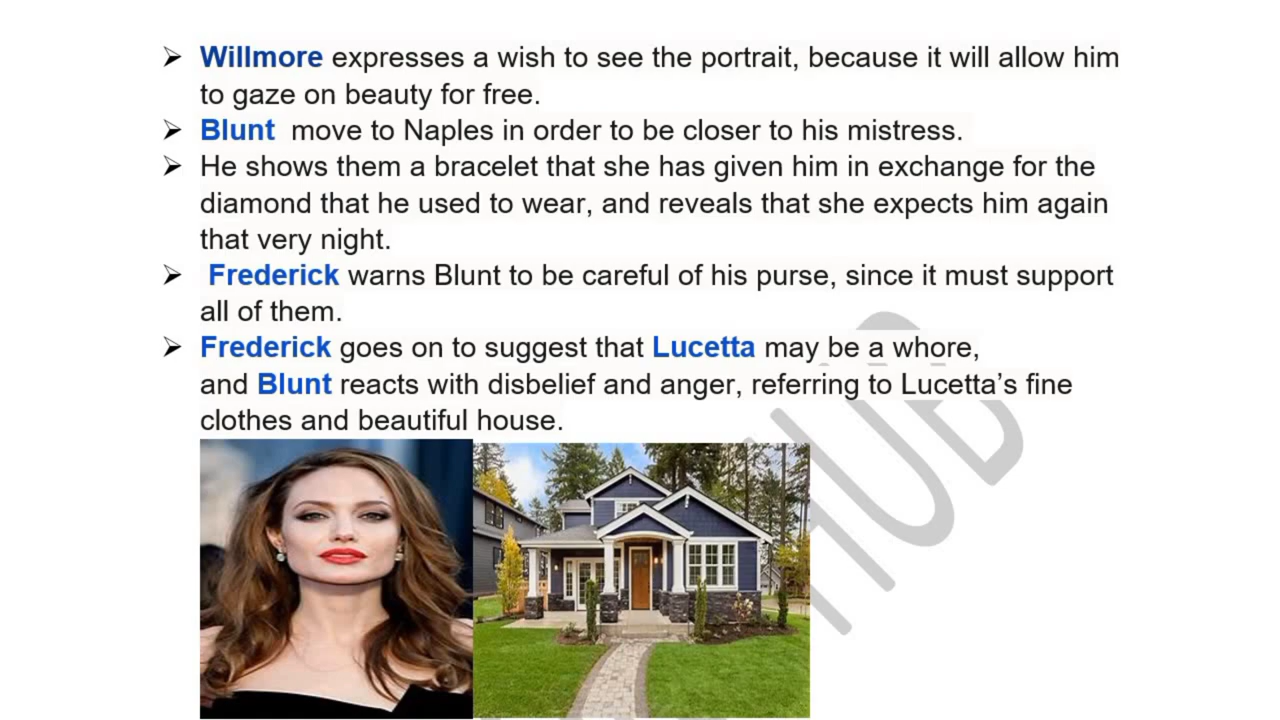 ➢ Willmore expresses a wish to see the portrait, because it will allow him
to gaze on beauty for free.
➢ Blunt  move to Naples in order to be closer to his mistress.
➢ He shows them a bracelet that she has given him in exchange for the
diamond that he used to wear, and reveals that she expects him again
that very night.
➢ Frederick warns Blunt to be careful of his purse, since it must support
all of them.
➢ Frederick goes on to suggest that Lucetta may be a whore,
and Blunt reacts with disbelief and anger, referring to Lucetta’s fine
clothes and beautiful house.
HUB